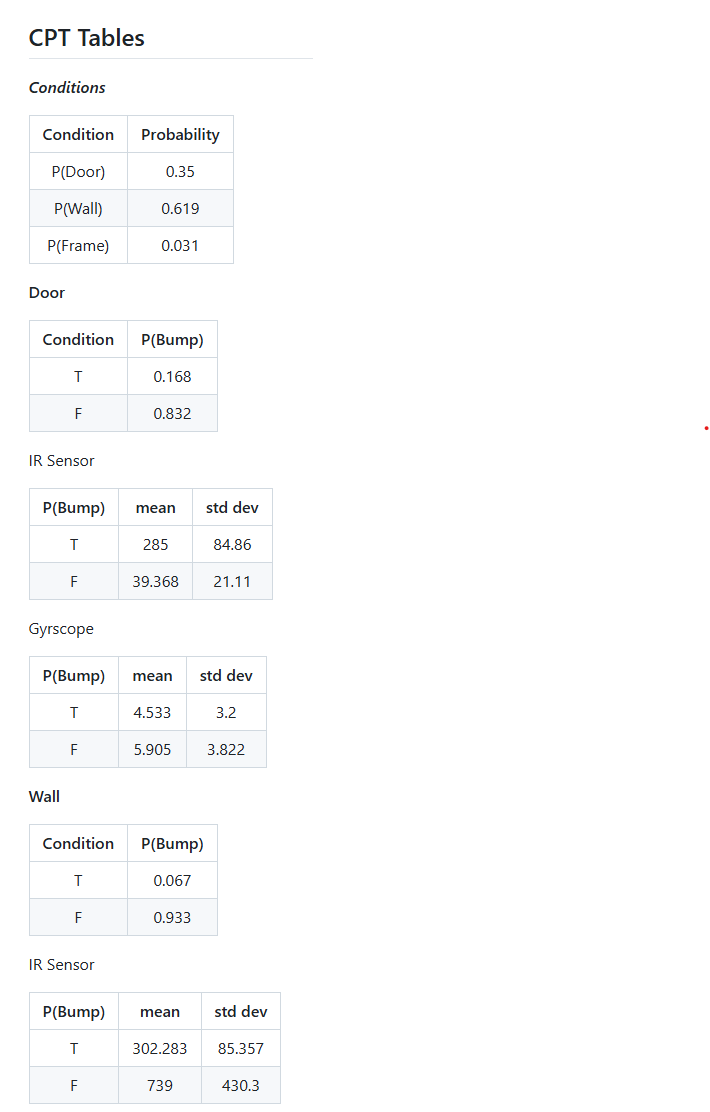 CPT Tables
Conditions
Condition Probability
P(Door) 0.35
P(Wall) 0.619
P(Frame) 0.031
Door
Condition P(Bump)
T 0.168
F 0.832
IR Sensor
P(Bump) mean std dev
T 285 84.86
F 39.368 21.11
Gyrscope
P(Bump) mean std dev
T 4.533 3.2
F 5.905 3.822
Wall
Condition P(Bump)
T 0.067
F 0.933
IR Sensor
P(Bump) mean std dev
T 302.283 85.357
F 739 430.3